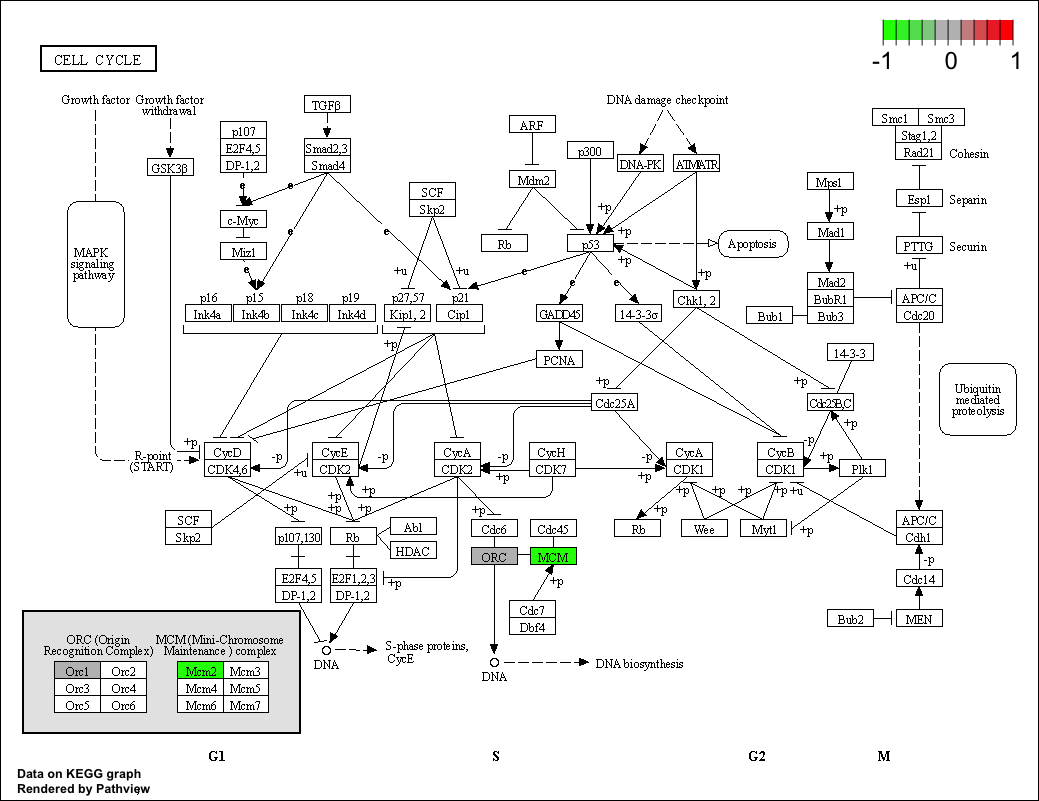 CELL CYCLE
-1 0 1
Growth factor
Growth factor
withdrawal
TGFβ
DNA damage checkpoint
Smc1 Smc3
Stag1,2
Rad21
Cohesin
p107
E2F4,5
DP-1,2
Smad2,3
Smad4
ARF
p300
DNA-PK
ATMATR
GSK3β
Mdm2
Mps1
SCF
Skp2
Esp1
Separin
e
e
e
e
e
e
e
c-Myc
Miz1
Rb
p53
+p
+p
Apoptosis
+p
Mad1
PTTG
Securin
MAPK
signaling
pathway
+u
+u
+p
+u
Mad2
BubR1
Bub3
Bub1
APC/C
Cdc20
p16
Ink4a
p15
Ink4b
p18
Ink4c
p19
Ink4d
p27,57
Kip1, 2
p21
Cip1
GADD45
14-3-3σ
Chk1, 2
+p
PCNA
14-3-3
Ubiquitin
mediated
proteolysis
+p
+p
Cdc25A
Cdc25B,C
+p
R-point
(START)
+p
CycD
CDK4,6
-p
CycE
CDK2
-p
CycA
CDK2
-p
+p
CycH
CDK7
-p
CycA
CDK1
CycB
CDK1
-p
+p
Plk1
+u
+p
+p
+p
+p
+p
+p
+p
+p
+p
+u
SCF
Skp2
p107,130
Rb
Abl
HDAC
Cdc6
Cdc45
Rb
Wee
Myt1
+p
APC/C
Cdh1
ORC
MCM
-p
E2F4,5
DP-1,2
E2F1,2,3
DP-1,2
+p
+p
Cdc14
Cdc7
Dbf4
Bub2
MEN
ORC (Origin
Recognition Complex)
MCM (Mini-Chromosome
Maintenance ) complex
Orc1 Orc2
Orc3 Orc4
Orc5 Orc6
Mcm2 Mcm3
Mcm4 Mcm5
Mcm6 Mcm7
DNA
S-phase proteins,
CycE
DNA
DNA biosynthesis
G1 S G2 M
Data on KEGG graph
Rendered by Pathview